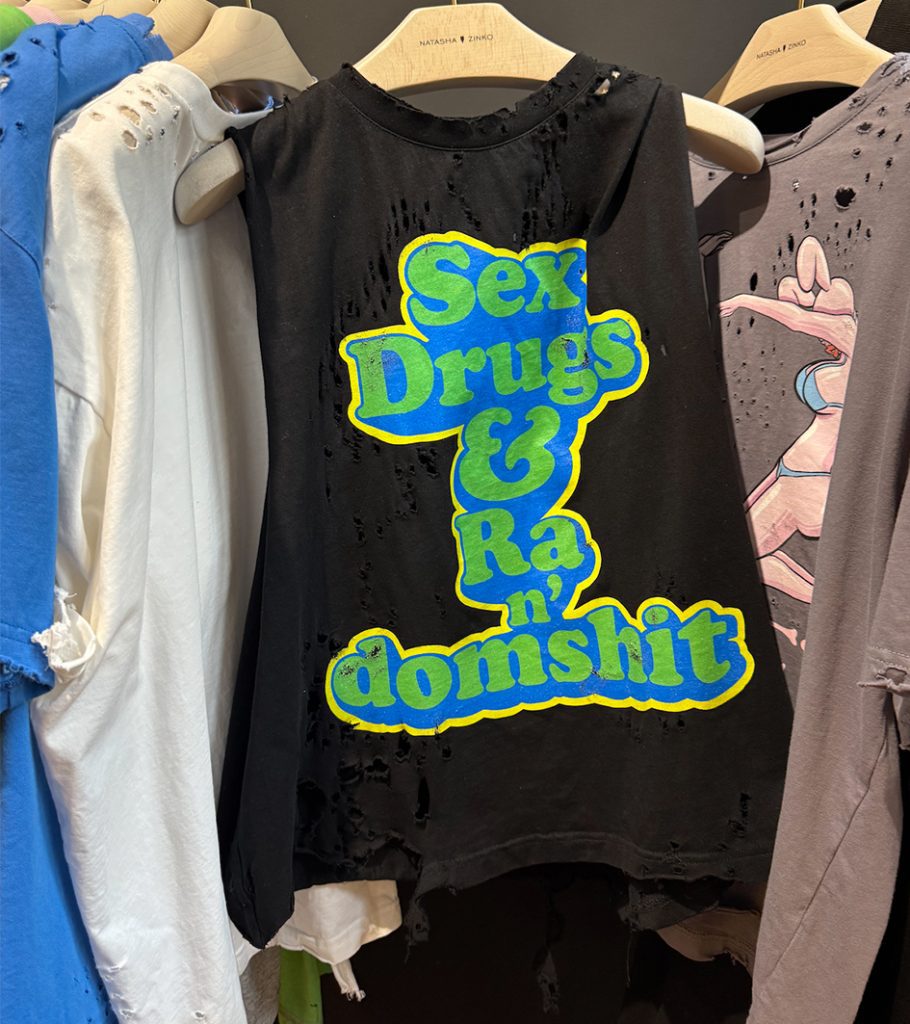 NATASHA ZINKO
NATASHA ZINKO
Sex
Drugs
&
Ra
n'
domshit